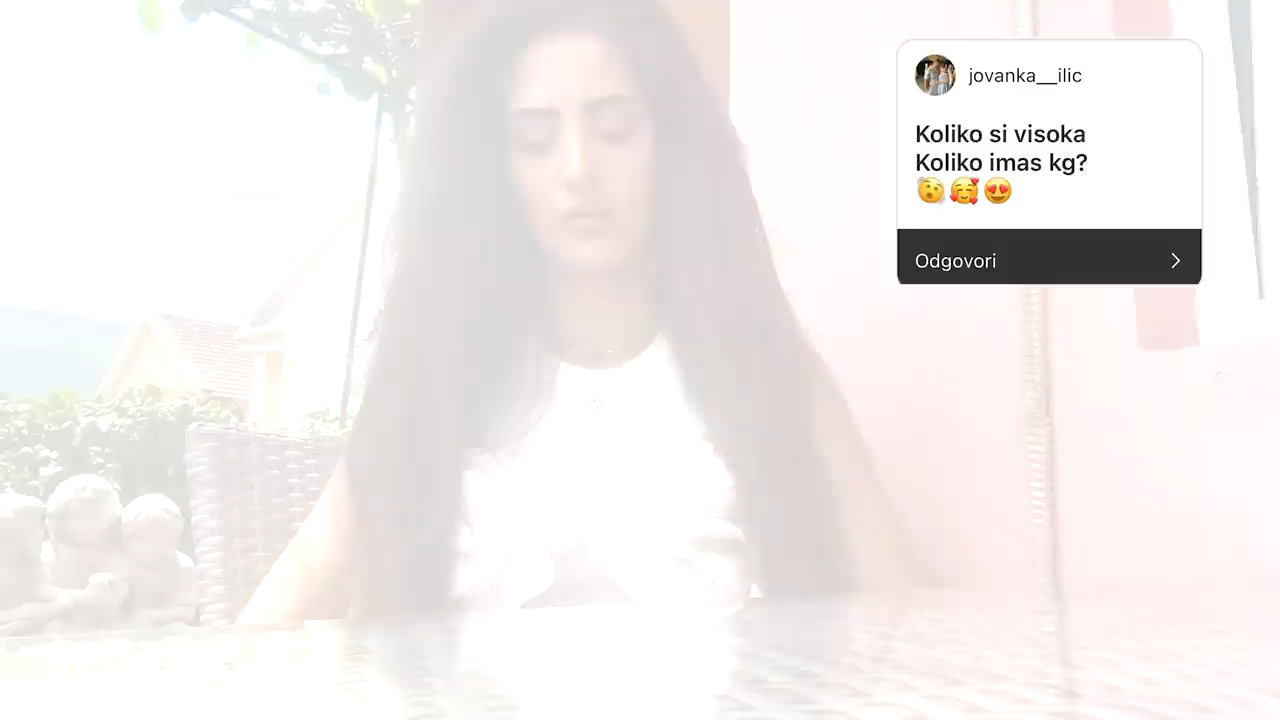 jovanka__ilic
Koliko si visoka
Koliko imas kg?
😯🥰😍
Odgovori